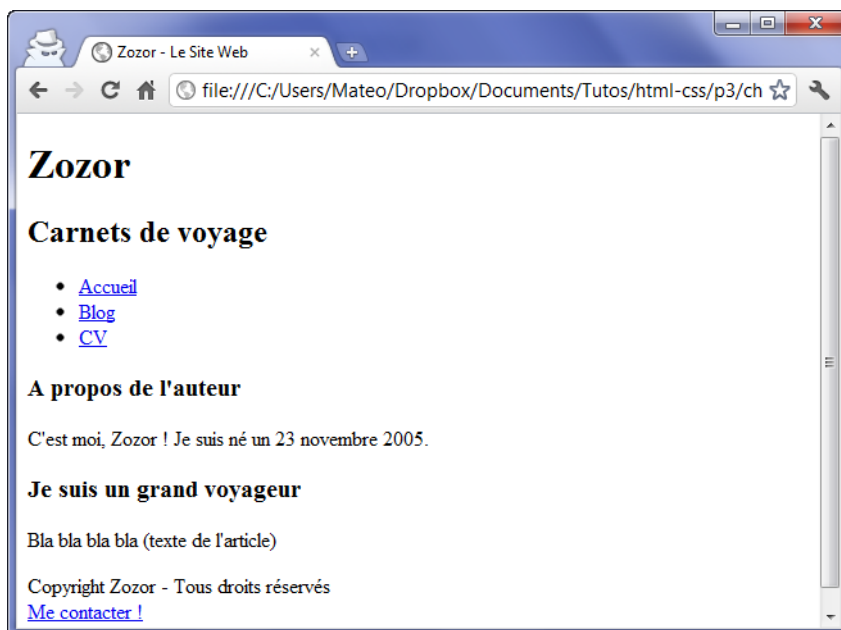 Zozor - Le Site Web
file:///C:/Users/Mateo/Dropbox/Documents/Tutos/html-css/p3/ch
Zozor
Carnets de voyage
Accueil
Blog
CV
A propos de l'auteur
C'est moi, Zozor ! Je suis né un 23 novembre 2005.
Je suis un grand voyageur
Bla bla bla bla (texte de l'article)
Copyright Zozor - Tous droits réservés
Me contacter !